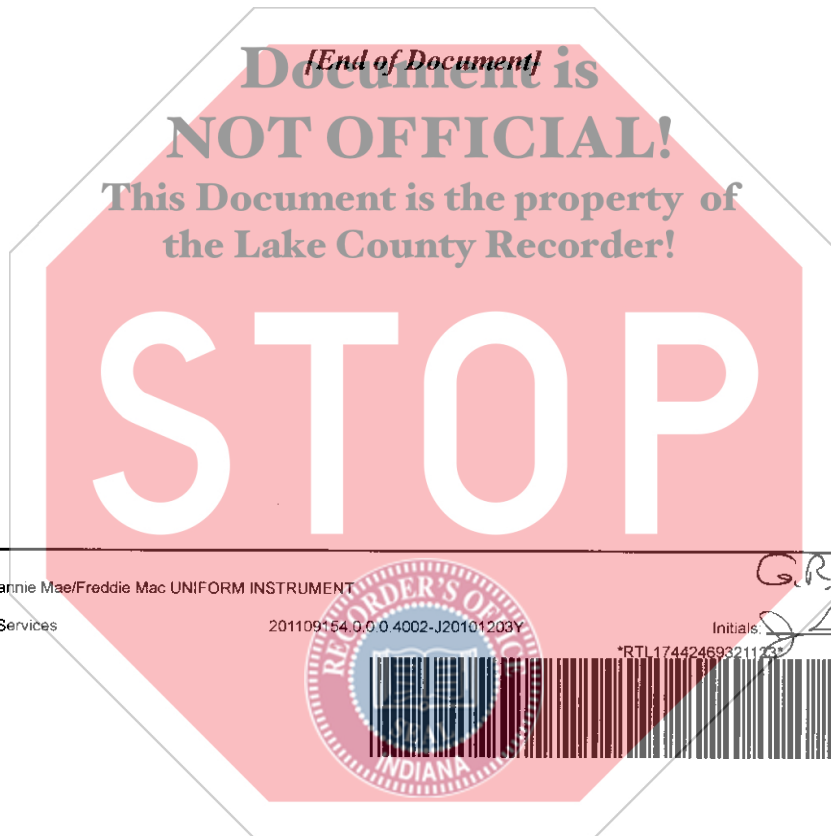 [End of Document]
Document is
NOT OFFICIAL!
This Document is the property of
the Lake County Recorder!
STOP
annie Mae/Freddie Mac UNIFORM INSTRUMENT
Services
201109154.0.0.0.4002-J20101203Y
Initials:
G.R.
*RTL17442469321123*
RECORDER'S OFFICE
SEAL
INDIANA